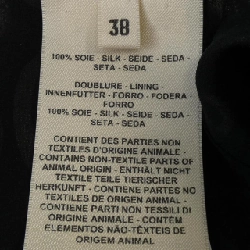 38
100% SOIE - SILK - SEIDE - SEDA -
SETA - SEDA
DOUBLURE - LINING -
INNENFUTTER - FORRO - FODERA -
FORRO
100% SOIE - SILK - SEIDE - SEDA -
SETA - SEDA
CONTIENT DES PARTIES NON
TEXTILES D'ORIGINE ANIMALE -
CONTAINS NON-TEXTILE PARTS OF
ANIMAL ORIGIN - ENTHÄLT NICHT
TEXTILE TEILE TIERISCHER
HERKUNFT - CONTIENE PARTES NO
TEXTILES DE ORIGEN ANIMAL -
CONTIENE PARTI NON TESSILI DI
ORIGINE ANIMALE - CONTÉM
ELEMENTOS NÃO-TÊXTEIS DE
ORIGEM ANIMAL